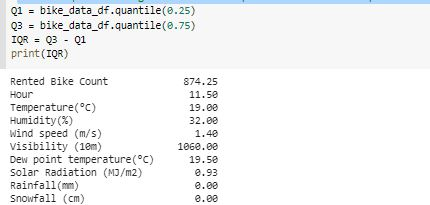 Q1 = bike_data_df.quantile(0.25)
Q3 = bike_data_df.quantile(0.75)
IQR = Q3 - Q1
print(IQR)
Rented Bike Count 874.25
Hour 11.50
Temperature(°C) 19.00
Humidity(%) 32.00
Wind speed (m/s) 1.40
Visibility (10m) 1060.00
Dew point temperature(°C) 19.50
Solar Radiation (MJ/m2) 0.93
Rainfall(mm) 0.00
Snowfall (cm) 0.00